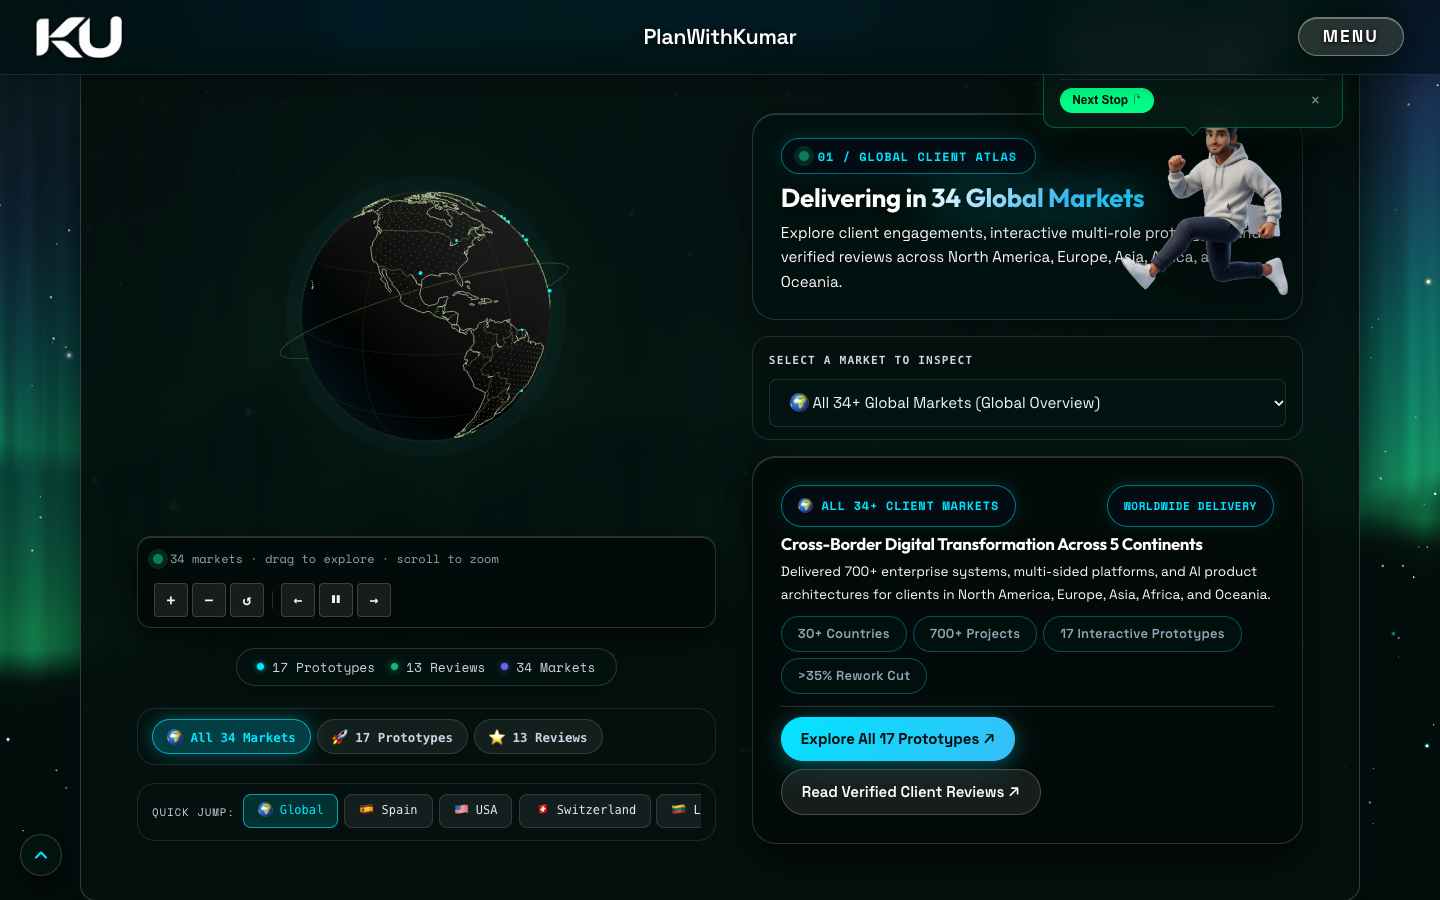 KU
PlanWithKumar
MENU
Next Stop
×
01 / GLOBAL CLIENT ATLAS
Delivering in 34 Global Markets
Explore client engagements, interactive multi-role
verified reviews across North America, Europe, Asia,
Oceania.
SELECT A MARKET TO INSPECT
All 34+ Global Markets (Global Overview)
34 markets · drag to explore · scroll to zoom
+ − ↺ ← →
17 Prototypes 13 Reviews 34 Markets
All 34 Markets 17 Prototypes 13 Reviews
QUICK JUMP: Global Spain USA Switzerland L
ALL 34+ CLIENT MARKETS
WORLDWIDE DELIVERY
Cross-Border Digital Transformation Across 5 Continents
Delivered 700+ enterprise systems, multi-sided platforms, and AI product
architectures for clients in North America, Europe, Asia, Africa, and Oceania.
30+ Countries 700+ Projects 17 Interactive Prototypes
>35% Rework Cut
Explore All 17 Prototypes ↗
Read Verified Client Reviews ↗